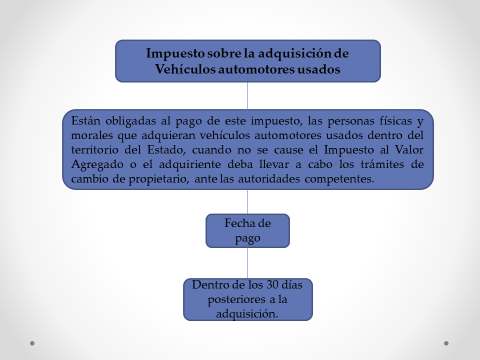 Impuesto sobre la adquisición de
Vehículos automotores usados
Están obligadas al pago de este impuesto, las personas físicas y
morales que adquieran vehículos automotores usados dentro del
territorio del Estado, cuando no se cause el Impuesto al Valor
Agregado o el adquiriente deba llevar a cabo los trámites de
cambio de propietario, ante las autoridades competentes.
Fecha de
pago
Dentro de los 30 días
posteriores a la
adquisición.